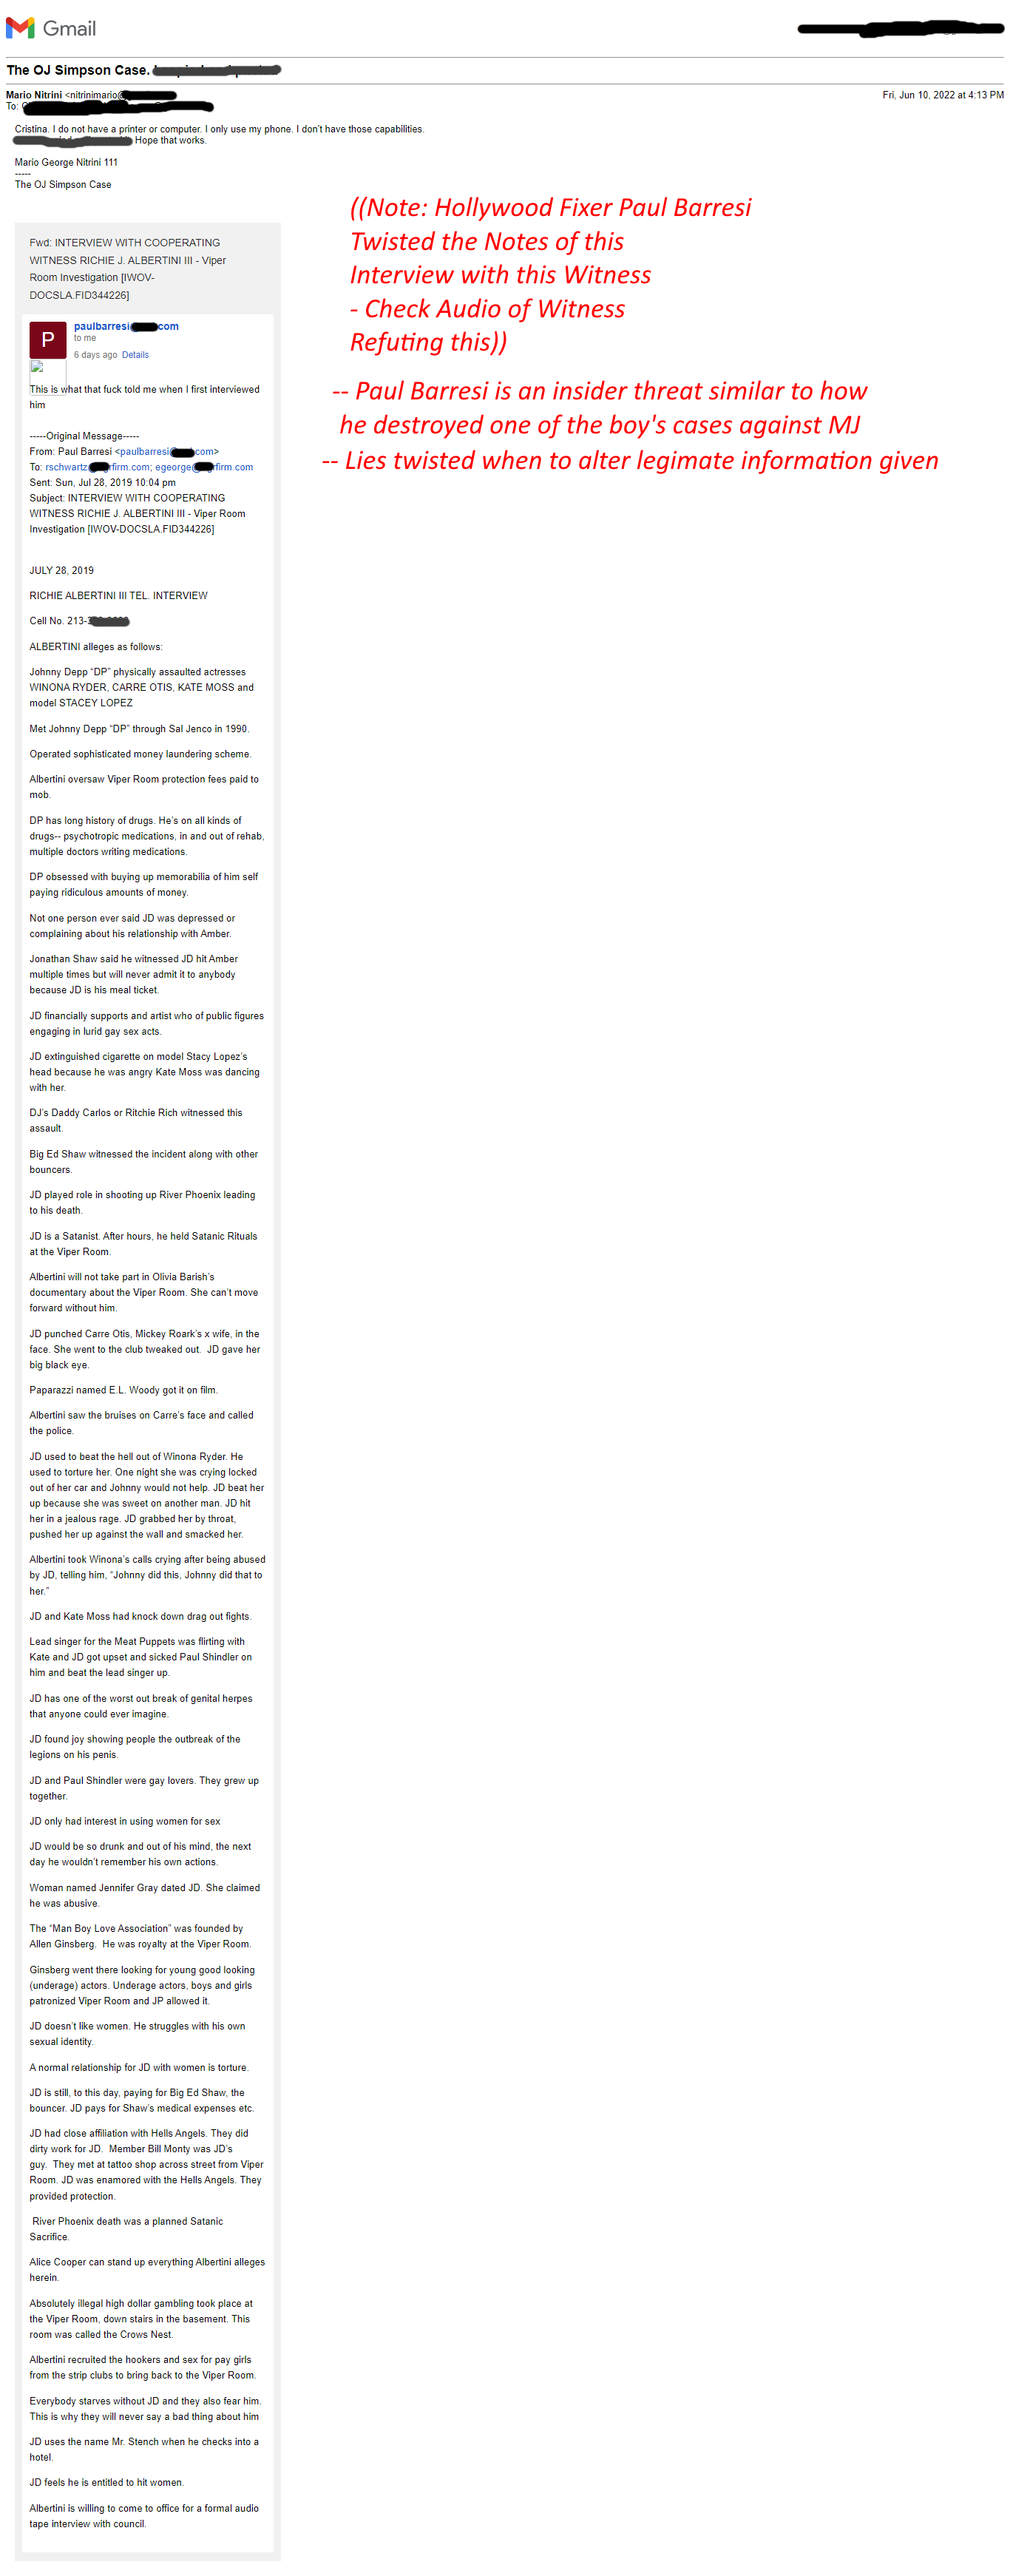 Gmail
The OJ Simpson Case.
Mario Nitrini <nitrinimario@
Fri, Jun 10, 2022 at 4:13 PM
To:
Cristina. I do not have a printer or computer. I only use my phone. I don't have those capabilities.
Hope that works.
Mario George Nitrini 111
-----
The OJ Simpson Case
((Note: Hollywood Fixer Paul Barresi
Twisted the Notes of this
Interview with this Witness
- Check Audio of Witness
Refuting this))
-- Paul Barresi is an insider threat similar to how
he destroyed one of the boy's cases against MJ
-- Lies twisted when to alter legimate information given
Fwd: INTERVIEW WITH COOPERATING
WITNESS RICHIE J. ALBERTINI III - Viper
Room Investigation [IWOV-
DOCSLA.FID344226]
P
paulbarresi com
to me
6 days ago Details
This is what that fuck told me when I first interviewed
him
-----Original Message-----
From: Paul Barresi <paulbarresi com>
To: rschwartz rfirm.com; egeorge rfirm.com
Sent: Sun, Jul 28, 2019 10:04 pm
Subject: INTERVIEW WITH COOPERATING
WITNESS RICHIE J. ALBERTINI III - Viper Room
Investigation [IWOV-DOCSLA.FID344226]
JULY 28, 2019
RICHIE ALBERTINI III TEL. INTERVIEW
Cell No. 213-
ALBERTINI alleges as follows:
Johnny Depp “DP” physically assaulted actresses
WINONA RYDER, CARRE OTIS, KATE MOSS and
model STACEY LOPEZ
Met Johnny Depp “DP” through Sal Jenco in 1990.
Operated sophisticated money laundering scheme.
Albertini oversaw Viper Room protection fees paid to
mob.
DP has long history of drugs. He’s on all kinds of
drugs-- psychotropic medications, in and out of rehab,
multiple doctors writing medications.
DP obsessed with buying up memorabilia of him self
paying ridiculous amounts of money.
Not one person ever said JD was depressed or
complaining about his relationship with Amber.
Jonathan Shaw said he witnessed JD hit Amber
multiple times but will never admit it to anybody
because JD is his meal ticket.
JD financially supports and artist who of public figures
engaging in lurid gay sex acts.
JD extinguished cigarette on model Stacy Lopez’s
head because he was angry Kate Moss was dancing
with her.
DJ’s Daddy Carlos or Ritchie Rich witnessed this
assault.
Big Ed Shaw witnessed the incident along with other
bouncers.
JD played role in shooting up River Phoenix leading
to his death.
JD is a Satanist. After hours, he held Satanic Rituals
at the Viper Room.
Albertini will not take part in Olivia Barish’s
documentary about the Viper Room. She can’t move
forward without him.
JD punched Carre Otis, Mickey Roark’s x wife, in the
face. She went to the club tweaked out.  JD gave her
big black eye.
Paparazzi named E.L. Woody got it on film.
Albertini saw the bruises on Carre’s face and called
the police.
JD used to beat the hell out of Winona Ryder. He
used to torture her. One night she was crying locked
out of her car and Johnny would not help. JD beat her
up because she was sweet on another man. JD hit
her in a jealous rage. JD grabbed her by throat,
pushed her up against the wall and smacked her.
Albertini took Winona’s calls crying after being abused
by JD, telling him, “Johnny did this, Johnny did that to
her.”
JD and Kate Moss had knock down drag out fights.
Lead singer for the Meat Puppets was flirting with
Kate and JD got upset and sicked Paul Shindler on
him and beat the lead singer up.
JD has one of the worst out break of genital herpes
that anyone could ever imagine.
JD found joy showing people the outbreak of the
legions on his penis.
JD and Paul Shindler were gay lovers. They grew up
together.
JD only had interest in using women for sex
JD would be so drunk and out of his mind, the next
day he wouldn’t remember his own actions.
Woman named Jennifer Gray dated JD. She claimed
he was abusive.
The “Man Boy Love Association” was founded by
Allen Ginsberg.  He was royalty at the Viper Room.
Ginsberg went there looking for young good looking
(underage) actors. Underage actors, boys and girls
patronized Viper Room and JP allowed it.
JD doesn’t like women. He struggles with his own
sexual identity.
A normal relationship for JD with women is torture.
JD is still, to this day, paying for Big Ed Shaw, the
bouncer. JD pays for Shaw’s medical expenses etc.
JD had close affiliation with Hells Angels. They did
dirty work for JD.  Member Bill Monty was JD’s
guy.  They met at tattoo shop across street from Viper
Room. JD was enamored with the Hells Angels. They
provided protection.
River Phoenix death was a planned Satanic
Sacrifice.
Alice Cooper can stand up everything Albertini alleges
herein.
Absolutely illegal high dollar gambling took place at
the Viper Room, down stairs in the basement. This
room was called the Crows Nest.
Albertini recruited the hookers and sex for pay girls
from the strip clubs to bring back to the Viper Room.
Everybody starves without JD and they also fear him.
This is why they will never say a bad thing about him
JD uses the name Mr. Stench when he checks into a
hotel.
JD feels he is entitled to hit women.
Albertini is willing to come to office for a formal audio
tape interview with council.